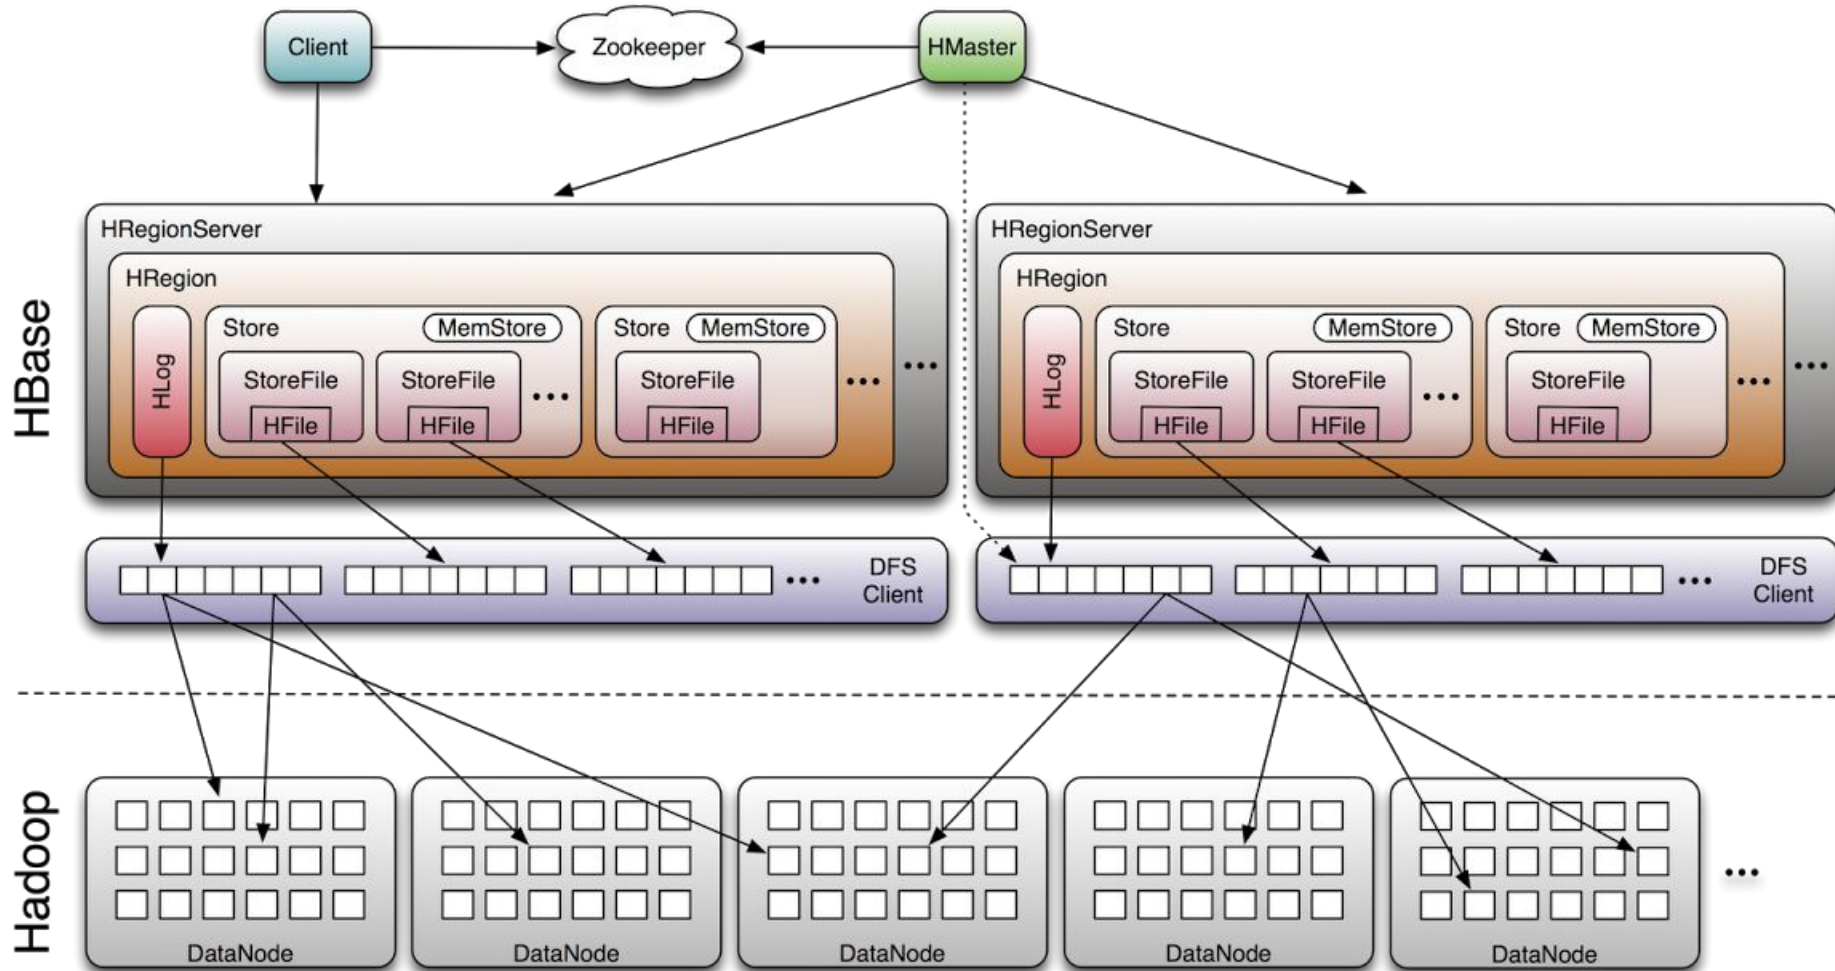 Client
Zookeeper
HMaster
HBase
HRegionServer
HRegion
HLog
Store
MemStore
StoreFile
HFile
StoreFile
HFile
...
Store
MemStore
StoreFile
HFile
...
...
HRegionServer
HRegion
HLog
Store
MemStore
StoreFile
HFile
StoreFile
HFile
...
Store
MemStore
StoreFile
HFile
...
...
...
DFS
Client
...
DFS
Client
Hadoop
DataNode
DataNode
DataNode
DataNode
DataNode
...